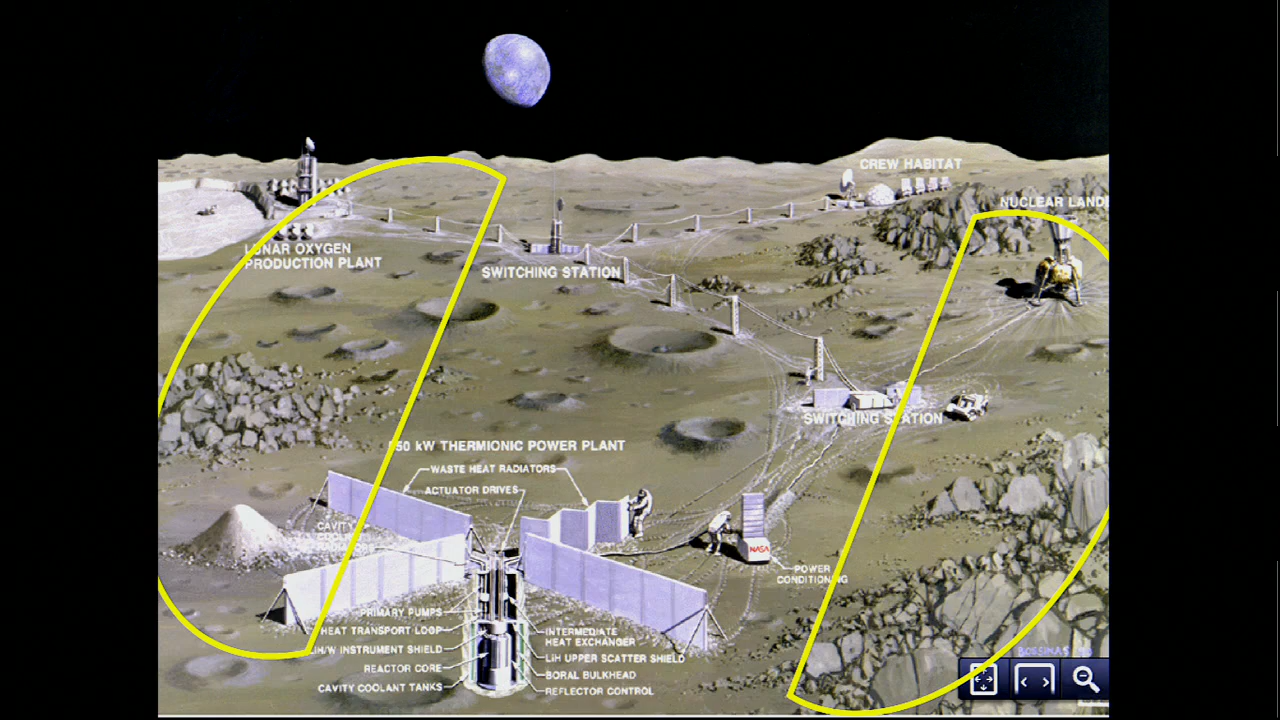 CREW HABITAT
NUCLEAR LAND
LUNAR OXYGEN
PRODUCTION PLANT
SWITCHING STATION
SWITCHING STATION
50 kW THERMIONIC POWER PLANT
WASTE HEAT RADIATORS
ACTUATOR DRIVES
CAVITY
NASA
POWER
CONDITIONING
PRIMARY PUMPS
HEAT TRANSPORT LOOP
LiH/W INSTRUMENT SHIELD
REACTOR CORE
CAVITY COOLANT TANKS
INTERMEDIATE
HEAT EXCHANGER
LiH UPPER SCATTER SHIELD
BORAL BULKHEAD
REFLECTOR CONTROL
BOSSINAS